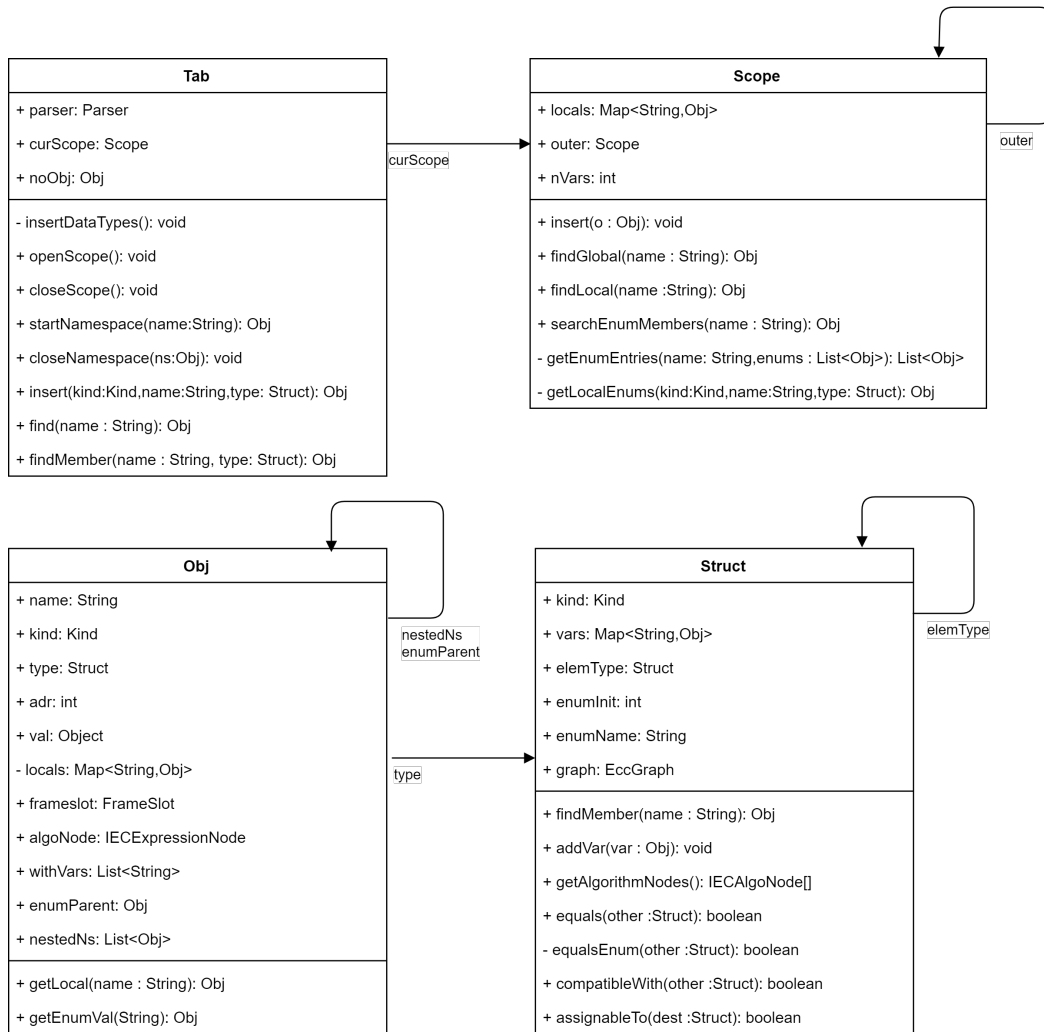 Tab
+ parser: Parser
+ curScope: Scope
+ noObj: Obj
- insertDataTypes(): void
+ openScope(): void
+ closeScope(): void
+ startNamespace(name:String): Obj
+ closeNamespace(ns:Obj): void
+ insert(kind:Kind,name:String,type: Struct): Obj
+ find(name : String): Obj
+ findMember(name : String, type: Struct): Obj
curScope
Scope
+ locals: Map<String,Obj>
+ outer: Scope
+ nVars: int
+ insert(o : Obj): void
+ findGlobal(name : String): Obj
+ findLocal(name :String): Obj
+ searchEnumMembers(name : String): Obj
- getEnumEntries(name: String,enums : List<Obj>): List<Obj>
- getLocalEnums(kind:Kind,name:String,type: Struct): Obj
outer
Obj
+ name: String
+ kind: Kind
+ type: Struct
+ adr: int
+ val: Object
- locals: Map<String,Obj>
+ frameslot: FrameSlot
+ algoNode: IECExpressionNode
+ withVars: List<String>
+ enumParent: Obj
+ nestedNs: List<Obj>
+ getLocal(name : String): Obj
+ getEnumVal(String): Obj
nestedNs
enumParent
type
Struct
+ kind: Kind
+ vars: Map<String,Obj>
+ elemType: Struct
+ enumInit: int
+ enumName: String
+ graph: EccGraph
+ findMember(name : String): Obj
+ addVar(var : Obj): void
+ getAlgorithmNodes(): IECAlgoNode[]
+ equals(other :Struct): boolean
- equalsEnum(other :Struct): boolean
+ compatibleWith(other :Struct): boolean
+ assignableTo(dest :Struct): boolean
elemType